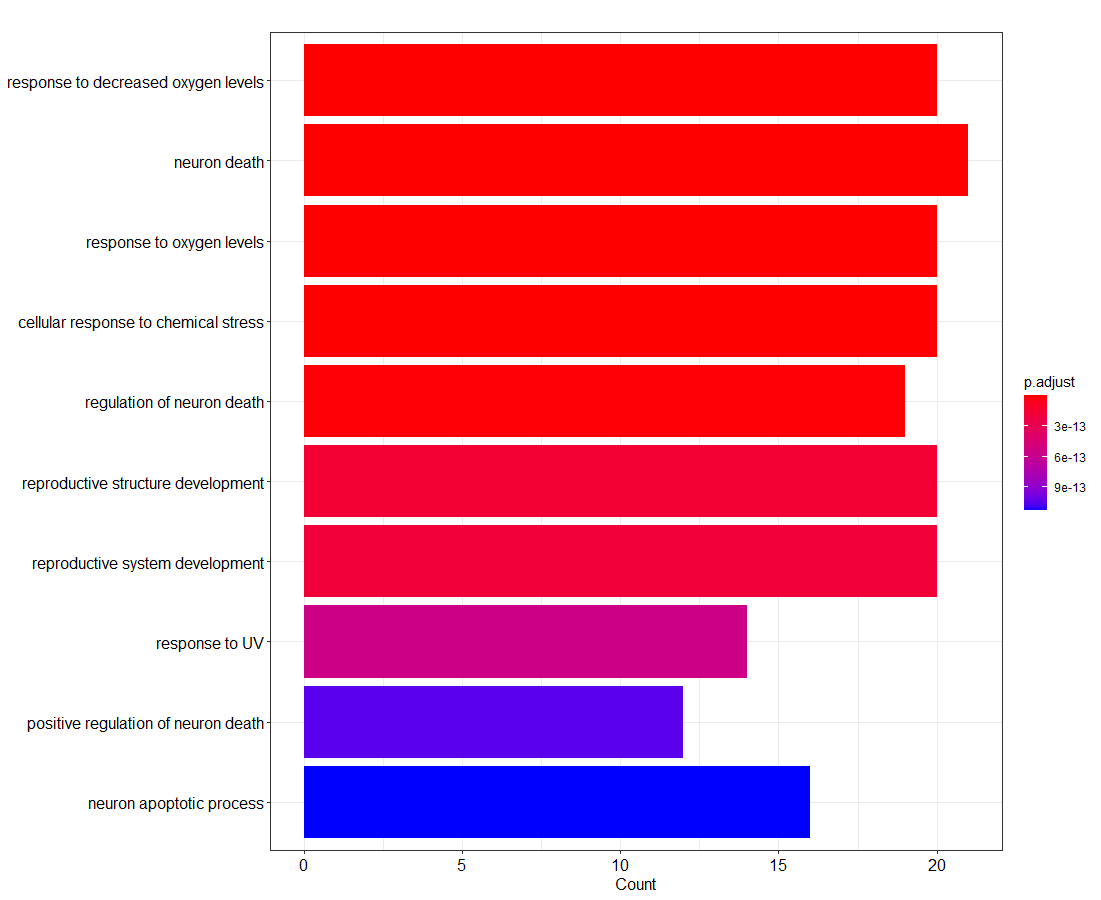 response to decreased oxygen levels
neuron death
response to oxygen levels
cellular response to chemical stress
regulation of neuron death
reproductive structure development
reproductive system development
response to UV
positive regulation of neuron death
neuron apoptotic process
0 5 10 15 20
Count
p.adjust
3e-13
6e-13
9e-13